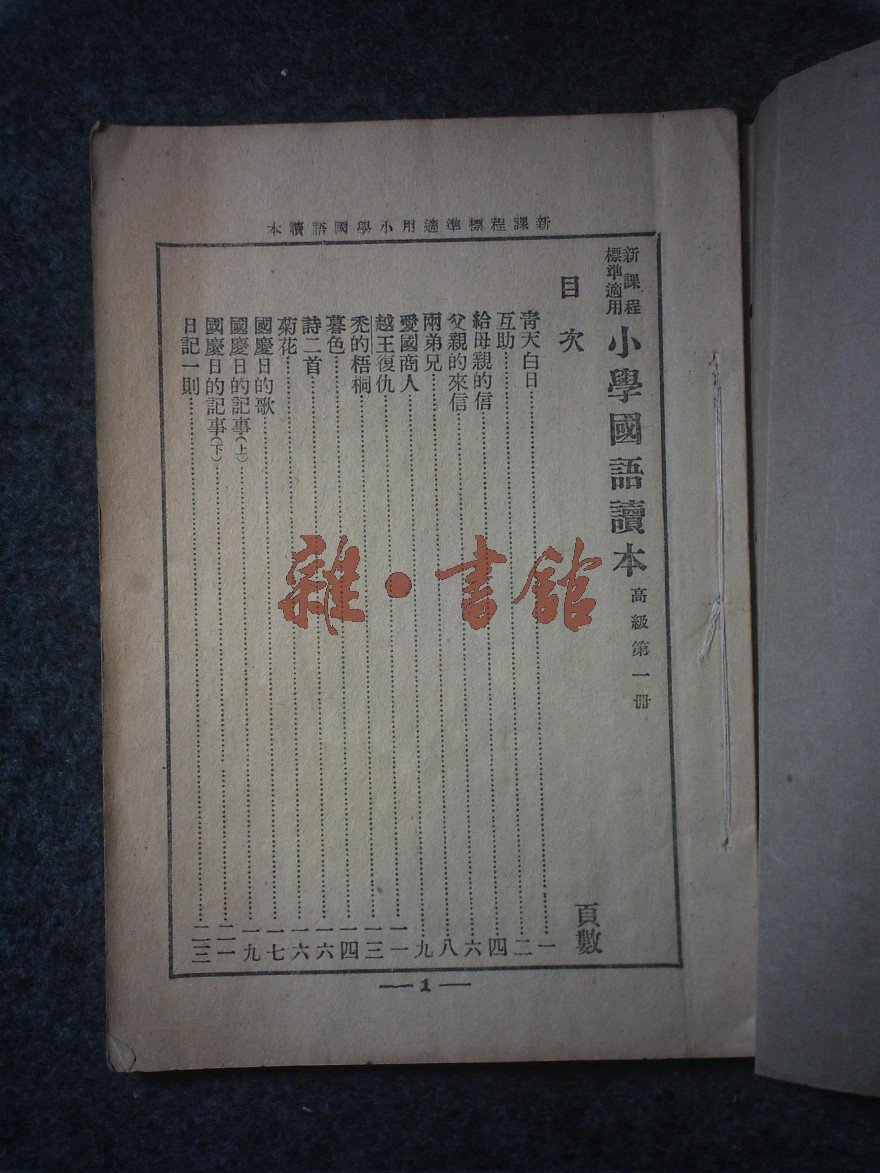 新課程標準適用小學國語讀本
新課程
標準適用
小學國語讀本 高級第一冊
目次 頁數
青天白日……一
互助……二
給母親的信……四
父親的來信……六
兩弟兄……八
愛國商人……九
越王復仇……一一
禿的梧桐……一三
暮色……一四
詩二首……一六
菊花……一六
國慶日的歌……一七
國慶日的記事(上)……一九
國慶日的記事(下)……二一
日記一則……二三
— 1 —
雜·書館